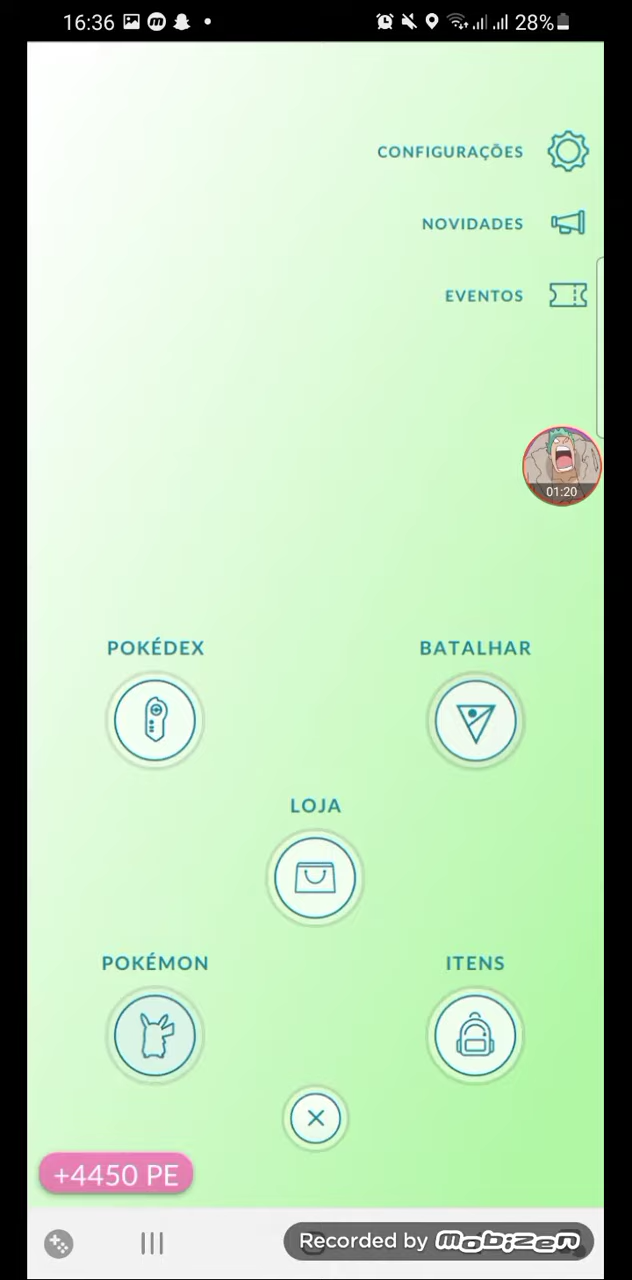 16:36
28%
CONFIGURAÇÕES
NOVIDADES
EVENTOS
01:20
POKÉDEX
BATALHAR
LOJA
POKÉMON
ITENS
+4450 PE
Recorded by mobizen